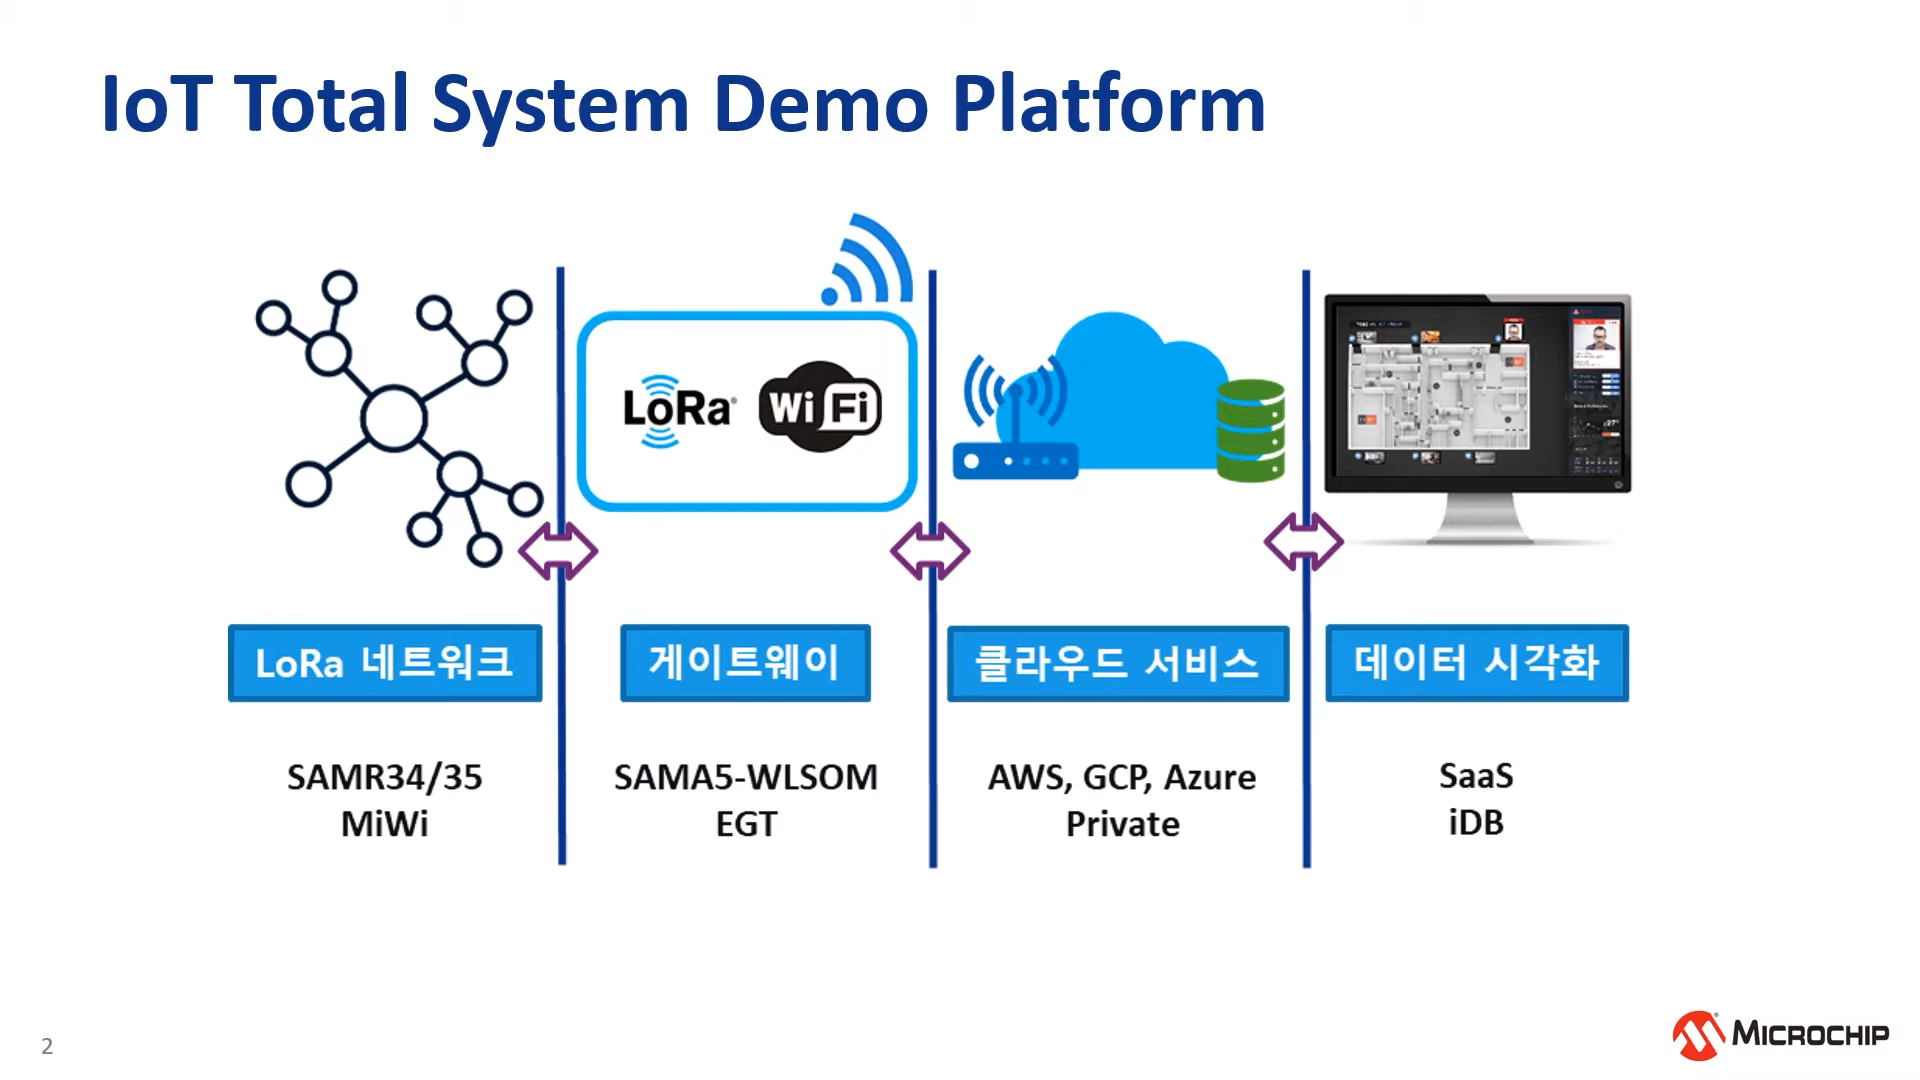 IoT Total System Demo Platform
LoRa
Wi Fi
LoRa 네트워크
게이트웨이
클라우드 서비스
데이터 시각화
SAMR34/35
MiWi
SAMA5-WLSOM
EGT
AWS, GCP, Azure
Private
SaaS
iDB
2
MICROCHIP